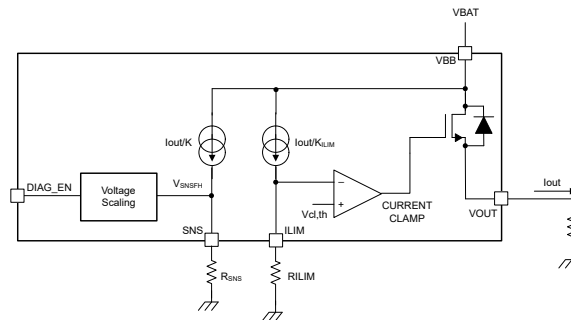 VBAT
VBB
Iout/K
Iout/KILIM
DIAG_EN
Voltage
Scaling
VSNSFH
Vcl,th
−
+
CURRENT
CLAMP
Iout
VOUT
SNS
ILIM
RSNS
RILIM